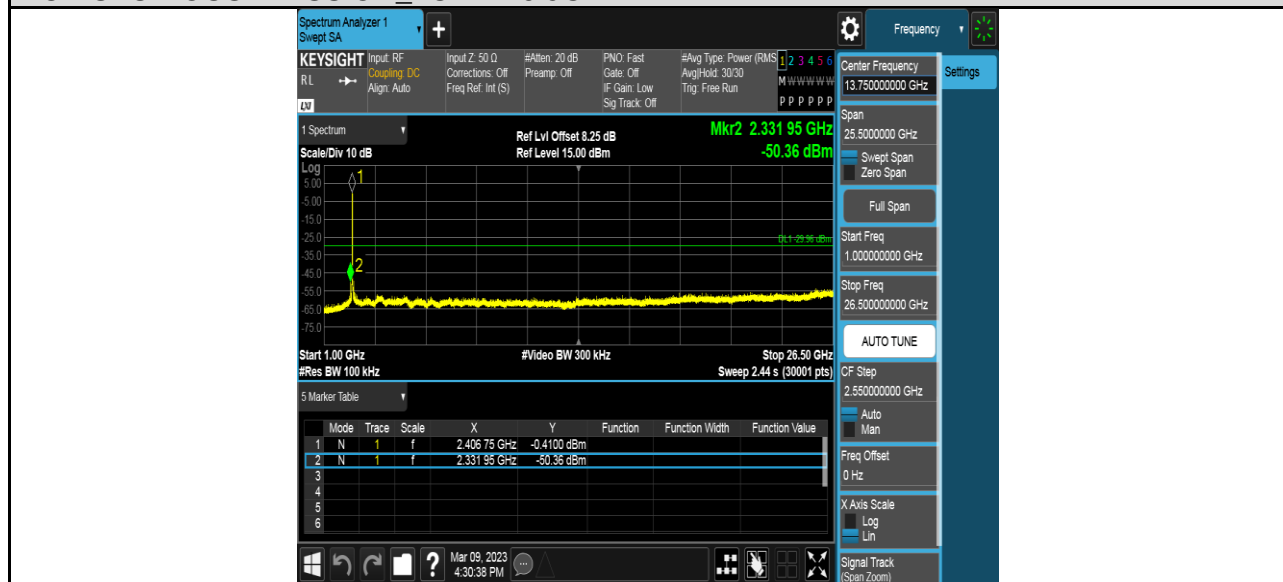 Spectrum Analyzer 1
Swept SA
+
Frequency
KEYSIGHT
RL
LXI
Input: RF
Coupling: DC
Align: Auto
Input Z: 50 Ω
Corrections: Off
Freq Ref: Int (S)
#Atten: 20 dB
Preamp: Off
PNO: Fast
Gate: Off
IF Gain: Low
Sig Track: Off
#Avg Type: Power (RMS
Avg|Hold: 30/30
Trig: Free Run
1 2 3 4 5 6
M W W W W W
P P P P P P
Center Frequency
13.750000000 GHz
Settings
1 Spectrum
Ref Lvl Offset 8.25 dB
Mkr2 2.331 95 GHz
Scale/Div 10 dB
Ref Level 15.00 dBm
-50.36 dBm
Log
5.00
-5.00
-15.0
-25.0
-35.0
-45.0
-55.0
-65.0
-75.0
1
2
DL1 -29.96 dBm
Start 1.00 GHz
#Video BW 300 kHz
Stop 26.50 GHz
#Res BW 100 kHz
Sweep 2.44 s (30001 pts)
Span
25.5000000 GHz
Swept Span
Zero Span
Full Span
Start Freq
1.000000000 GHz
Stop Freq
26.500000000 GHz
AUTO TUNE
CF Step
2.550000000 GHz
Auto
Man
Freq Offset
0 Hz
X Axis Scale
Log
Lin
Signal Track
(Span Zoom)
5 Marker Table
Mode Trace Scale X Y Function Function Width Function Value
1 N 1 f 2.406 75 GHz -0.4100 dBm
2 N 1 f 2.331 95 GHz -50.36 dBm
3
4
5
6
?
Mar 09, 2023
4:30:38 PM